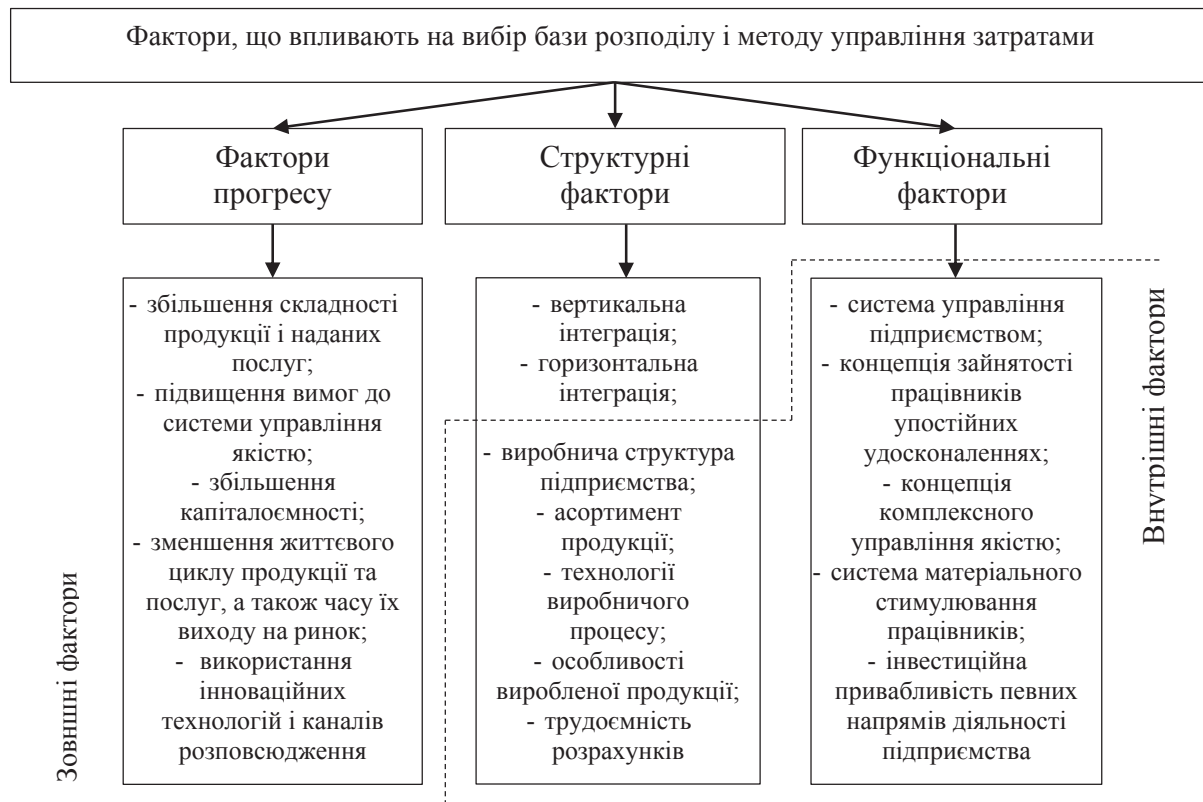 Фактори, що впливають на вибір бази розподілу і методу управління затратами
Фактори
прогресу
Структурні
фактори
Функціональні
фактори
- збільшення складності
продукції і наданих
послуг;
- підвищення вимог до
системи управління
якістю;
- збільшення
капіталоємності;
- зменшення життєвого
циклу продукції та
послуг, а також часу їх
виходу на ринок;
- використання
інноваційних
технологій і каналів
розповсюдження
- вертикальна
інтеграція;
- горизонтальна
інтеграція;
- виробнича структура
підприємства;
- асортимент
продукції;
- технології
виробничого
процесу;
- особливості
виробленої продукції;
- трудоємність
розрахунків
- система управління
підприємством;
- концепція зайнятості
працівників
упостійних
удосконаленнях;
- концепція
комплексного
управління якістю;
- система матеріального
стимулювання
працівників;
- інвестиційна
привабливість певних
напрямів діяльності
підприємства
Зовншні фактори
Внутрішні фактори